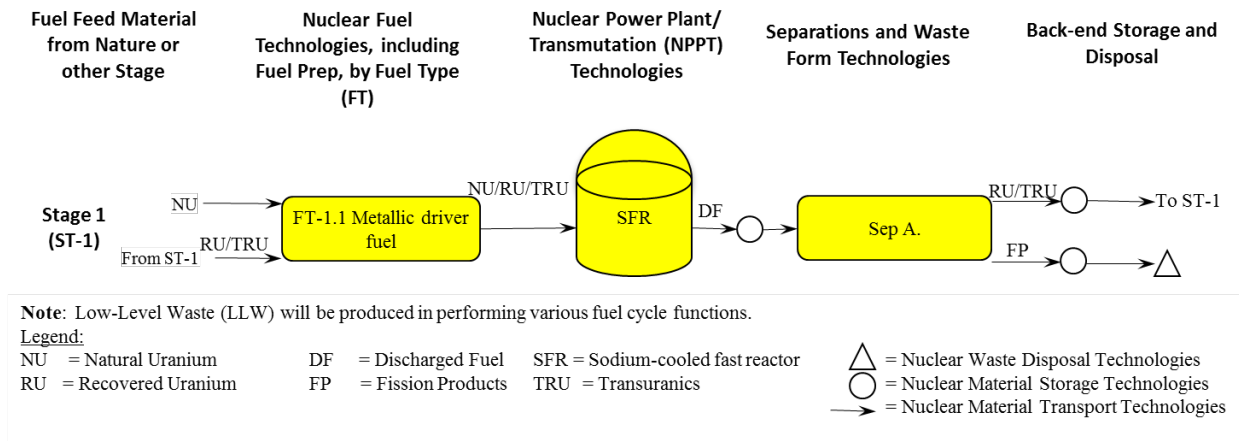 Fuel Feed Material
from Nature or
other Stage
Nuclear Fuel
Technologies, including
Fuel Prep, by Fuel Type
(FT)
Nuclear Power Plant/
Transmutation (NPPT)
Technologies
Separations and Waste
Form Technologies
Back-end Storage and
Disposal
Stage 1
(ST-1)
NU
From ST-1
RU/TRU
FT-1.1 Metallic driver
fuel
NU/RU/TRU
SFR
DF
Sep A.
RU/TRU
To ST-1
FP
Note: Low-Level Waste (LLW) will be produced in performing various fuel cycle functions.
Legend:
NU = Natural Uranium DF = Discharged Fuel SFR = Sodium-cooled fast reactor = Nuclear Waste Disposal Technologies
RU = Recovered Uranium FP = Fission Products TRU = Transuranics = Nuclear Material Storage Technologies
= Nuclear Material Transport Technologies